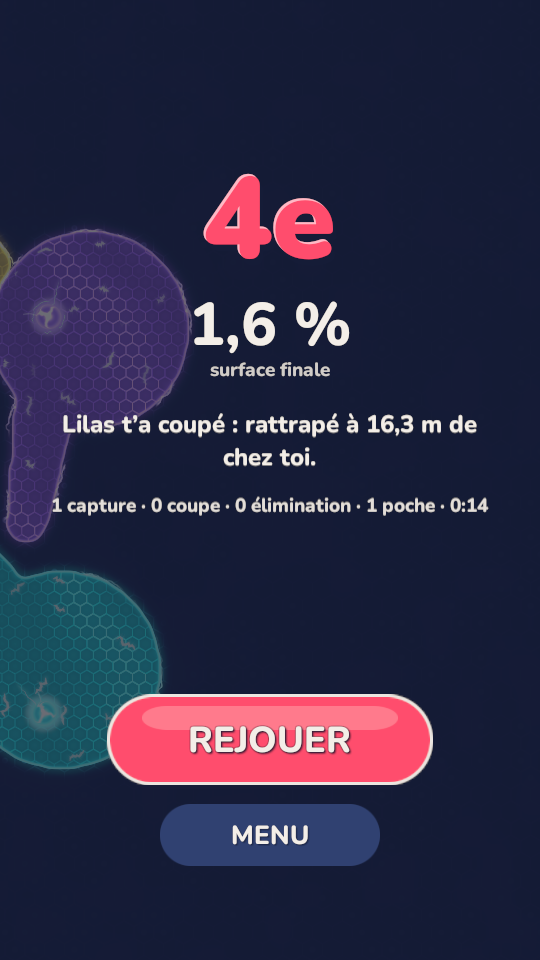 4e
1,6 %
surface finale
Lilas t’a coupé : rattrapé à 16,3 m de
chez toi.
1 capture · 0 coupe · 0 élimination · 1 poche · 0:14
REJOUER
MENU